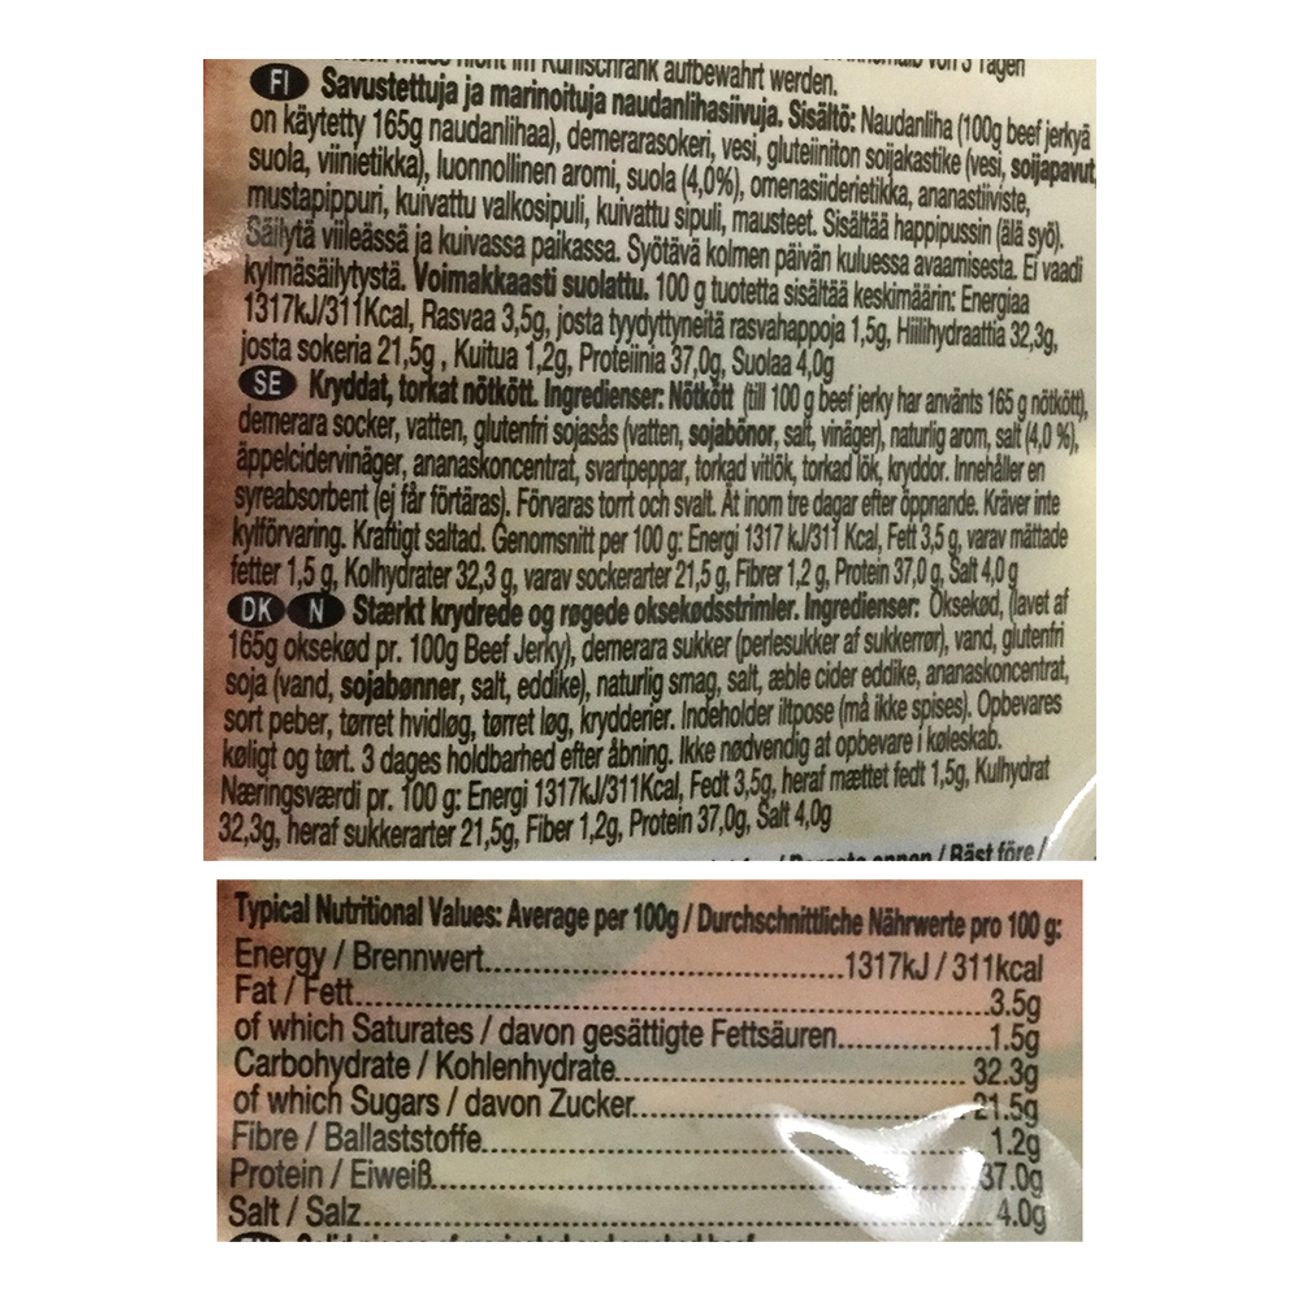 im Kühlschrank aufbewahrt werden. von 3 Tagen
FI Savustettuja ja marinoituja naudanlihasiivuja. Sisältö: Naudanliha (100g beef jerkyä
on käytetty 165g naudanlihaa), demerarasokeri, vesi, gluteiiniton soijakastike (vesi, soijapavut,
suola, viinietikka), luonnollinen aromi, suola (4,0%), omenasiiderietikka, ananastiiviste,
mustapippuri, kuivattu valkosipuli, kuivattu sipuli, mausteet. Sisältää happipussin (älä syö).
Säilytä viileässä ja kuivassa paikassa. Syötävä kolmen päivän kuluessa avaamisesta. Ei vaadi
kylmäsäilytystä. Voimakkaasti suolattu. 100 g tuotetta sisältää keskimäärin: Energiaa
1317kJ/311Kcal, Rasvaa 3,5g, josta tyydyttyneitä rasvahappoja 1,5g, Hiilihydraattia 32,3g,
josta sokeria 21,5g , Kuitua 1,2g, Proteiinia 37,0g, Suolaa 4,0g
SE Kryddat, torkat nötkött. Ingredienser: Nötkött (till 100 g beef jerky har använts 165 g nötkött),
demerara socker, vatten, glutenfri sojasås (vatten, sojabönor, salt, vinäger), naturlig arom, salt (4,0 %),
äppelcidervinäger, ananaskoncentrat, svartpeppar, torkad vitlök, torkad lök, kryddor. Innehåller en
syreabsorbent (ej får förtäras). Förvaras torrt och svalt. Ät inom tre dagar efter öppnande. Kräver inte
kylförvaring. Kraftigt saltad. Genomsnitt per 100 g: Energi 1317 kJ/311 Kcal, Fett 3,5 g, varav mättade
fetter 1,5 g, Kolhydrater 32,3 g, varav sockerarter 21,5 g, Fibrer 1,2 g, Protein 37,0 g, Salt 4,0 g
DK N Stærkt krydrede og røgede oksekødsstrimler. Ingredienser: Oksekød, (lavet af
165g oksekød pr. 100g Beef Jerky), demerara sukker (perlesukker af sukkerrør), vand, glutenfri
soja (vand, sojabønner, salt, eddike), naturlig smag, salt, æble cider eddike, ananaskoncentrat,
sort peber, tørret hvidløg, tørret løg, krydderier. Indeholder iltpose (må ikke spises). Opbevares
køligt og tørt. 3 dages holdbarhed efter åbning. Ikke nødvendig at opbevare i køleskab.
Næringsværdi pr. 100 g: Energi 1317kJ/311Kcal, Fedt 3,5g, heraf mættet fedt 1,5g, Kulhydrat
32,3g, heraf sukkerarter 21,5g, Fiber 1,2g, Protein 37,0g, Salt 4,0g
/ Bäst före /
Typical Nutritional Values: Average per 100g / Durchschnittliche Nährwerte pro 100 g:
Energy / Brennwert..........1317kJ / 311kcal
Fat / Fett..........3.5g
of which Saturates / davon gesättigte Fettsäuren..........1.5g
Carbohydrate / Kohlenhydrate.......... 32.3g
of which Sugars / davon Zucker.......... 21.5g
Fibre / Ballaststoffe..........1.2g
Protein / Eiweiß..........37.0g
Salt / Salz..........4.0g